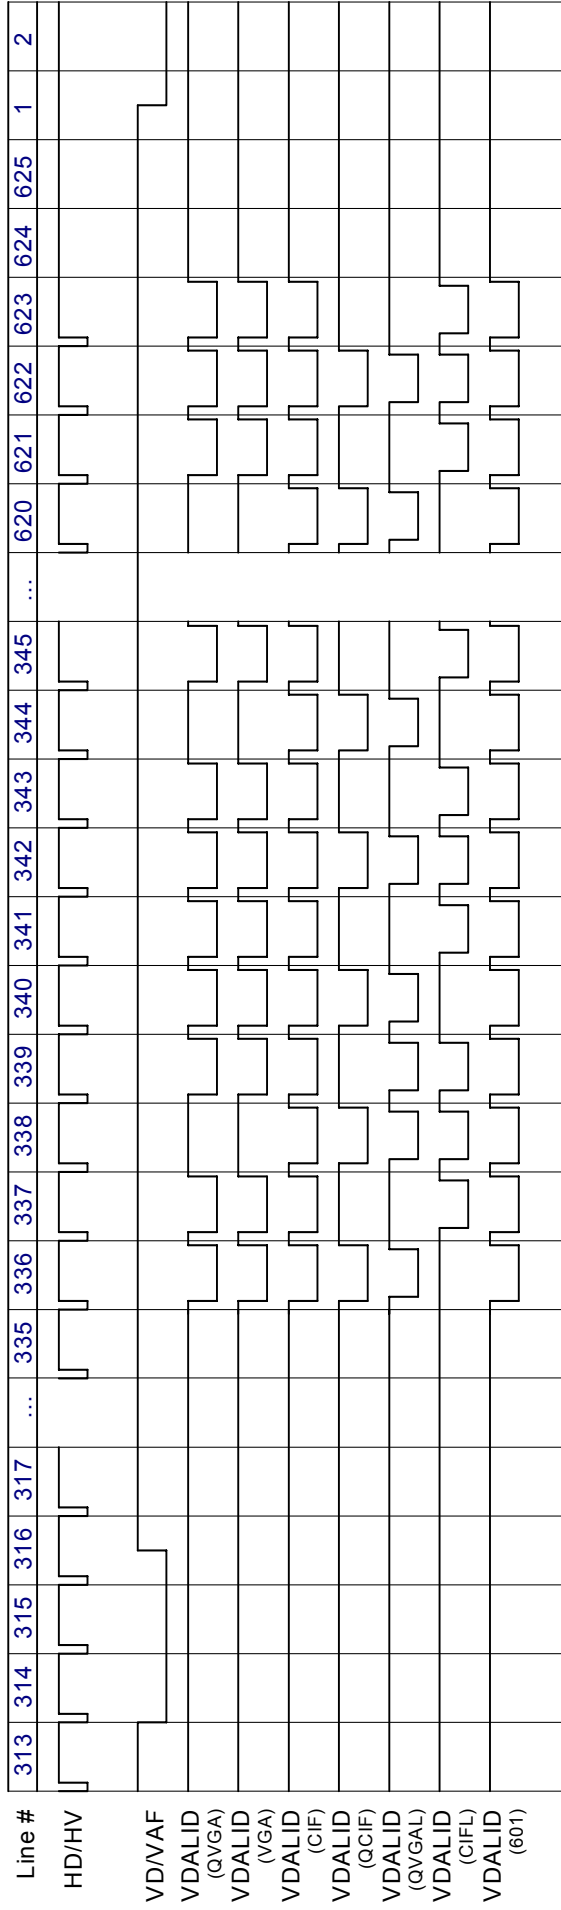 Line # 313 314 315 316 317 ... 335 336 337 338 339 340 341 342 343 344 345 ... 620 621 622 623 624 625 1 2
HD/HV
VD/VAF
VDALID
(QVGA)
VDALID
(VGA)
VDALID
(CIF)
VDALID
(QCIF)
VDALID
(QVGAL)
VDALID
(CIFL)
VDALID
(601)